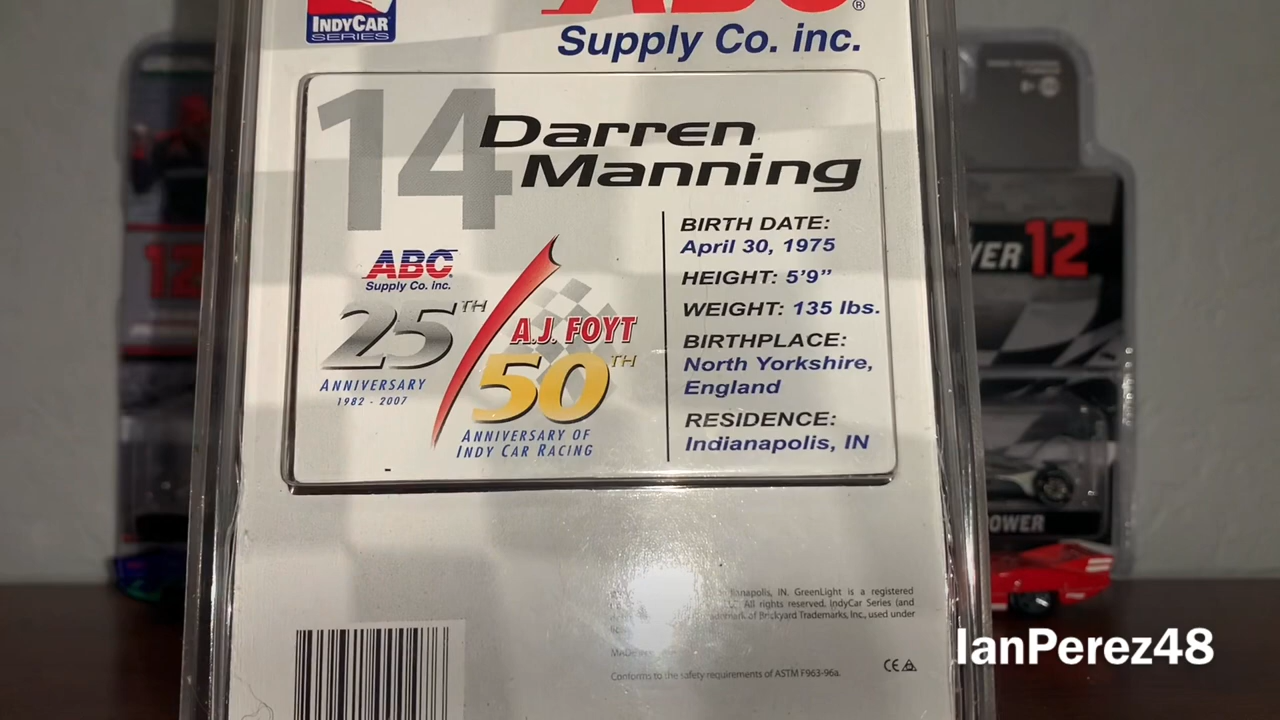 INDYCAR
SERIES
ABC®
Supply Co. inc.
14
Darren
Manning
ABC
Supply Co. inc.
25TH
ANNIVERSARY
1982 - 2007
A.J. FOYT
50TH
ANNIVERSARY OF
INDY CAR RACING
BIRTH DATE:
April 30, 1975
HEIGHT: 5'9”
WEIGHT: 135 lbs.
BIRTHPLACE:
North Yorkshire,
England
RESIDENCE:
Indianapolis, IN
12
VER 12
POWER
IN. GreenLight is a registered
All rights reserved. IndyCar Series (and
of Brickyard Trademarks, Inc., used under
Conforms to the safety requirements of ASTM F963-96a.
CE
IanPerez48